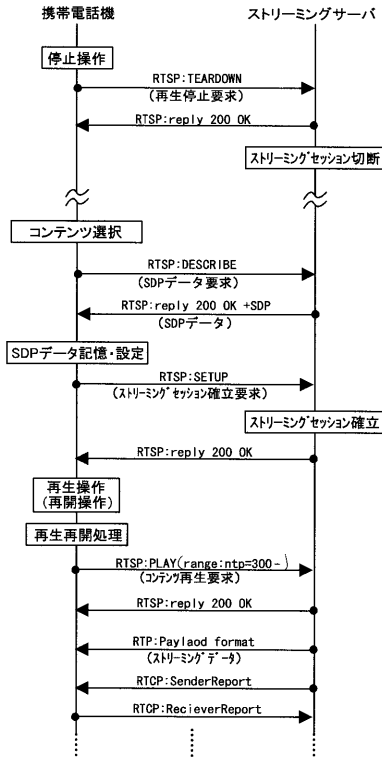 携帯電話機
ストリーミングサーバ
停止操作
RTSP:TEARDOWN
(再生停止要求)
RTSP:reply 200 OK
ストリーミングセッション切断
コンテンツ選択
RTSP:DESCRIBE
(SDPデータ要求)
RTSP:reply 200 OK +SDP
(SDPデータ)
SDPデータ記憶・設定
RTSP:SETUP
(ストリーミングセッション確立要求)
ストリーミングセッション確立
RTSP:reply 200 OK
再生操作
(再開操作)
再生再開処理
RTSP:PLAY(range:ntp=300-)
(コンテンツ再生要求)
RTSP:reply 200 OK
RTP:Paylaod format
(ストリーミングデータ)
RTCP:SenderReport
RTCP:RecieverReport